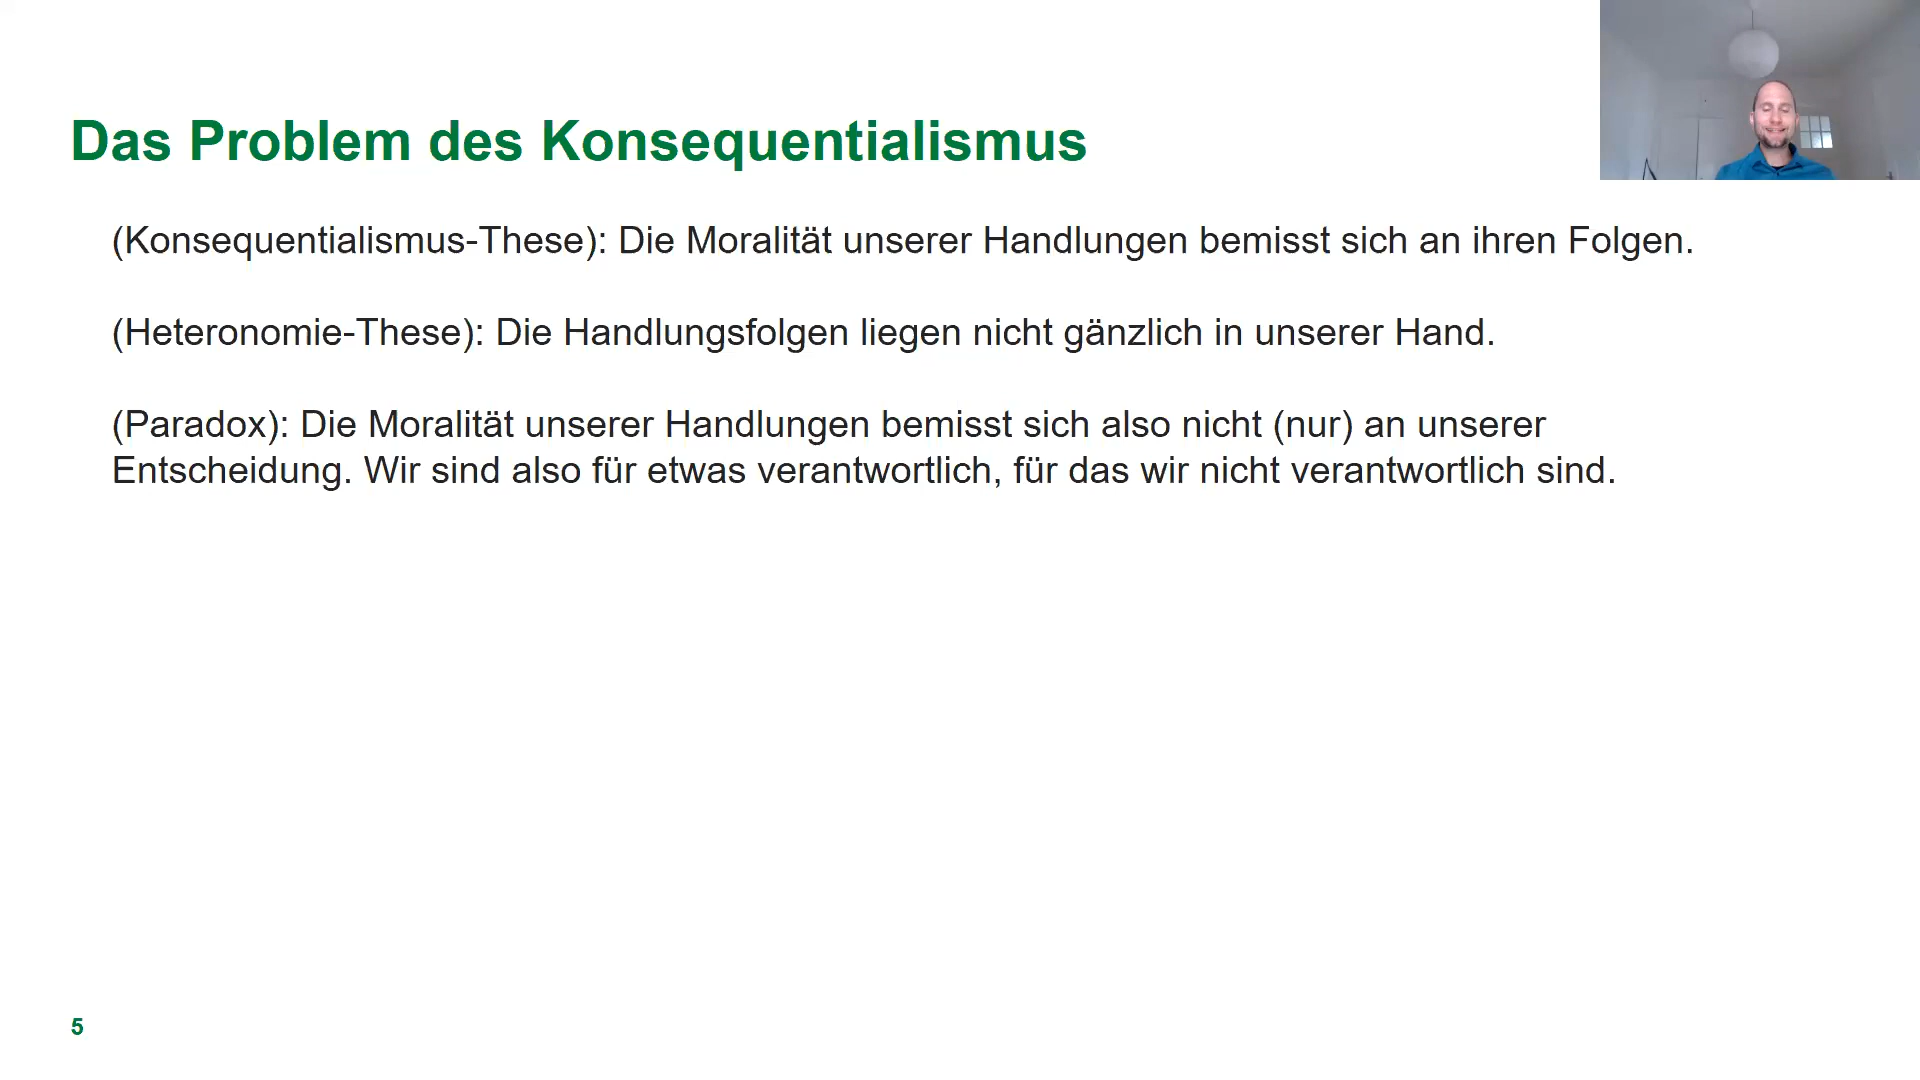 Das Problem des Konsequentialismus
(Konsequentialismus-These): Die Moralität unserer Handlungen bemisst sich an ihren Folgen.
(Heteronomie-These): Die Handlungsfolgen liegen nicht gänzlich in unserer Hand.
(Paradox): Die Moralität unserer Handlungen bemisst sich also nicht (nur) an unserer
Entscheidung. Wir sind also für etwas verantwortlich, für das wir nicht verantwortlich sind.
5